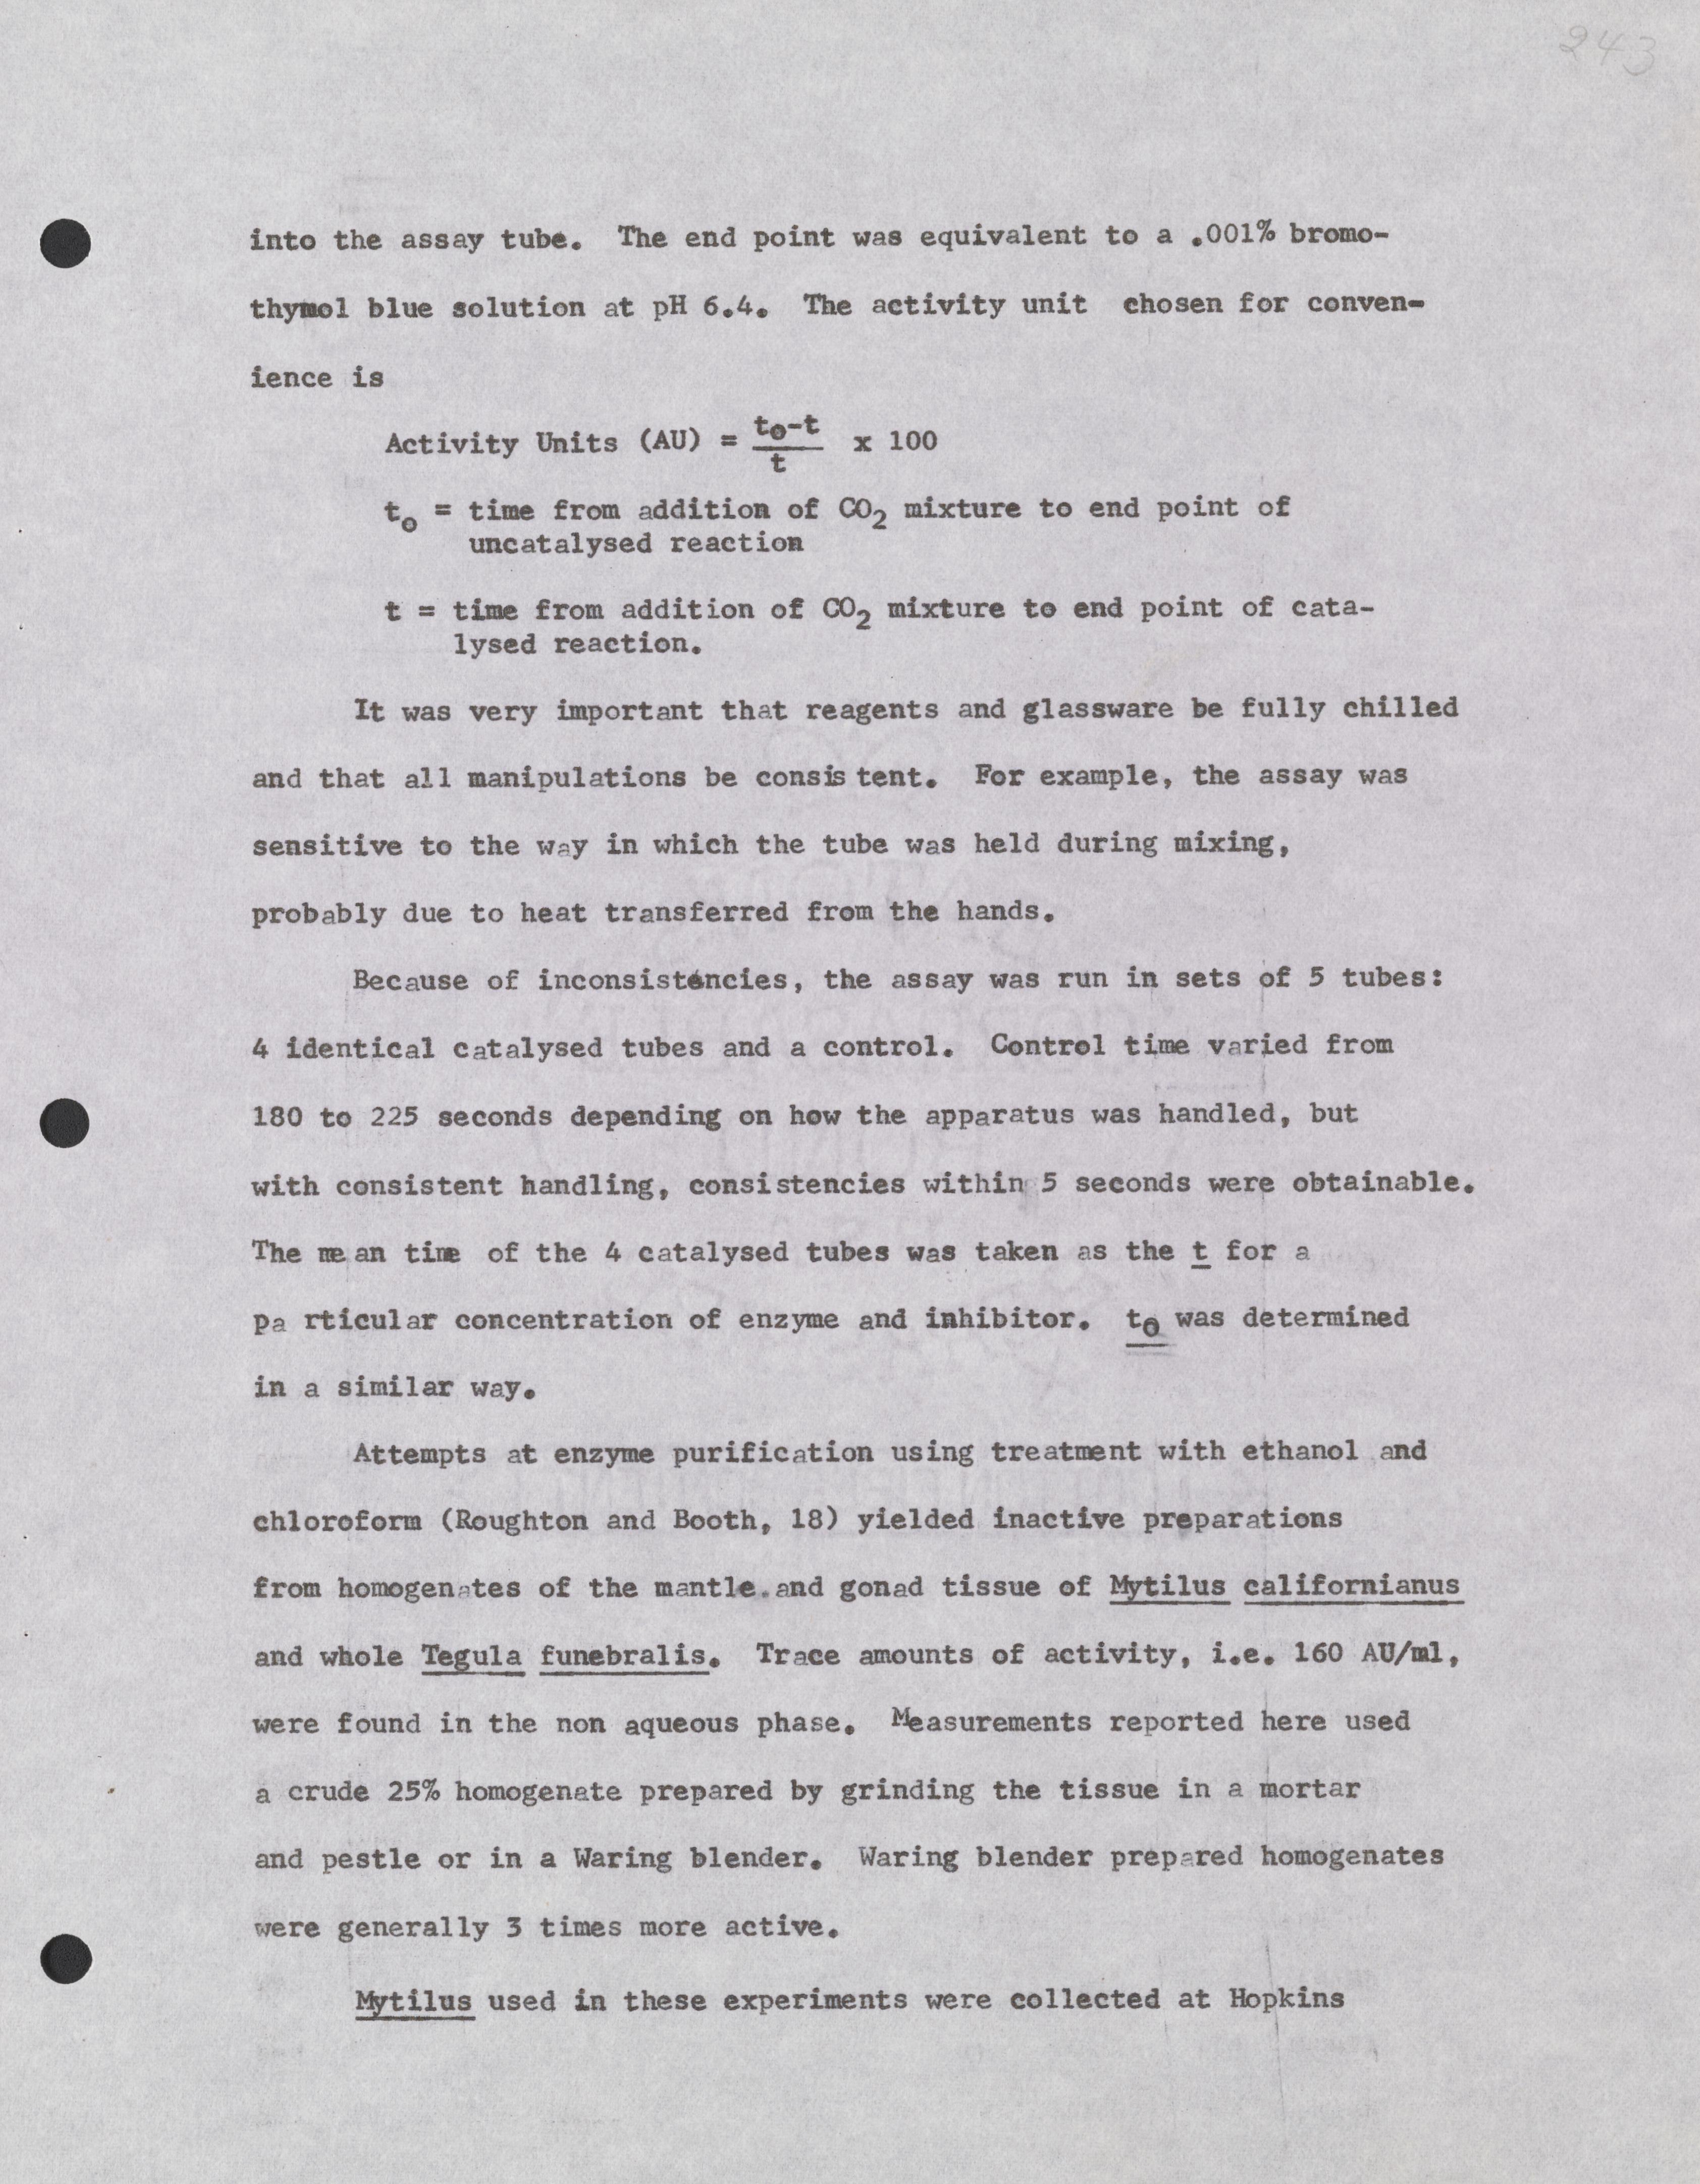 243
into the assay tube.  The end point was equivalent to a .001% bromo-
thymol blue solution at pH 6.4.  The activity unit  chosen for conven-
ience is
Activity Units (AU) = t₀-t / t x 100
t₀ = time from addition of CO₂ mixture to end point of
uncatalysed reaction
t = time from addition of CO₂ mixture to end point of cata-
lysed reaction.
It was very important that reagents and glassware be fully chilled
and that all manipulations be consis tent.  For example, the assay was
sensitive to the way in which the tube was held during mixing,
probably due to heat transferred from the hands.
Because of inconsistencies, the assay was run in sets of 5 tubes:
4 identical catalysed tubes and a control.  Control time varied from
180 to 225 seconds depending on how the apparatus was handled, but
with consistent handling, consistencies within 5 seconds were obtainable.
The me an time of the 4 catalysed tubes was taken as the t for a
pa rticular concentration of enzyme and inhibitor.  t₀ was determined
in a similar way.
Attempts at enzyme purification using treatment with ethanol and
chloroform (Roughton and Booth, 18) yielded inactive preparations
from homogenates of the mantle and gonad tissue of Mytilus californianus
and whole Tegula funebralis.  Trace amounts of activity, i.e. 160 AU/ml,
were found in the non aqueous phase.  Measurements reported here used
a crude 25% homogenate prepared by grinding the tissue in a mortar
and pestle or in a Waring blender.  Waring blender prepared homogenates
were generally 3 times more active.
Mytilus used in these experiments were collected at Hopkins